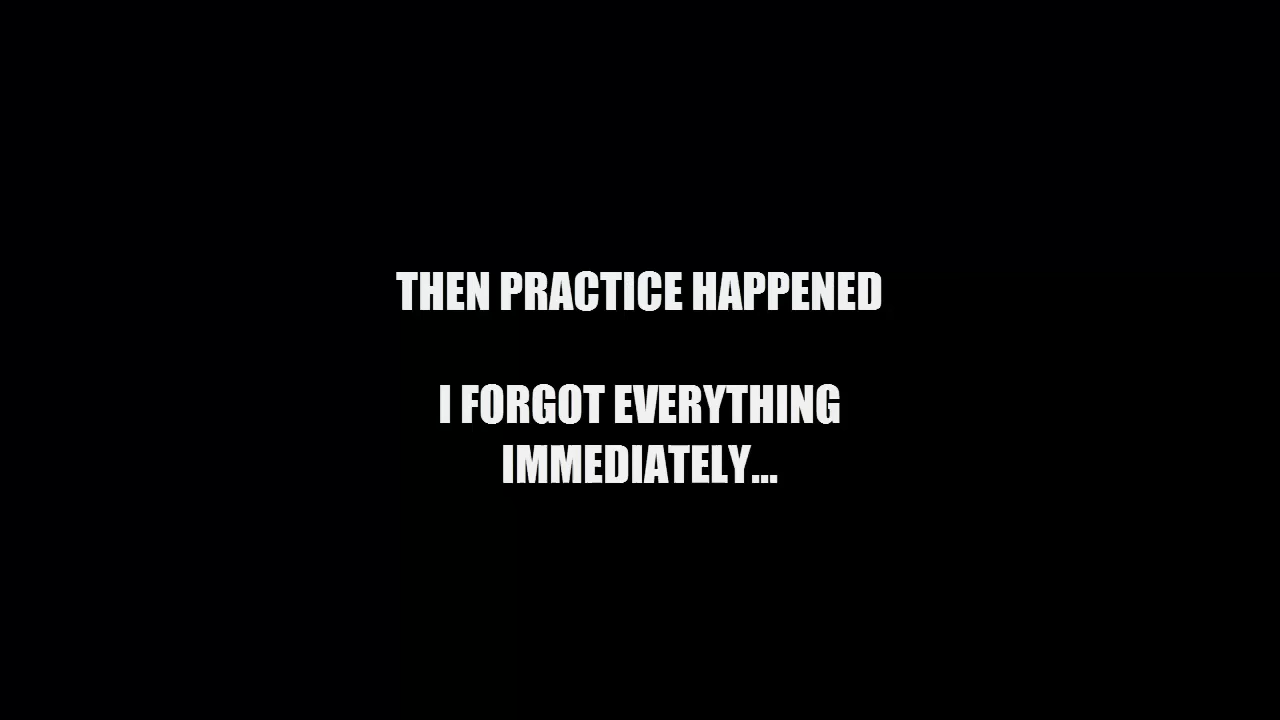 THEN PRACTICE HAPPENED
I FORGOT EVERYTHING
IMMEDIATELY...